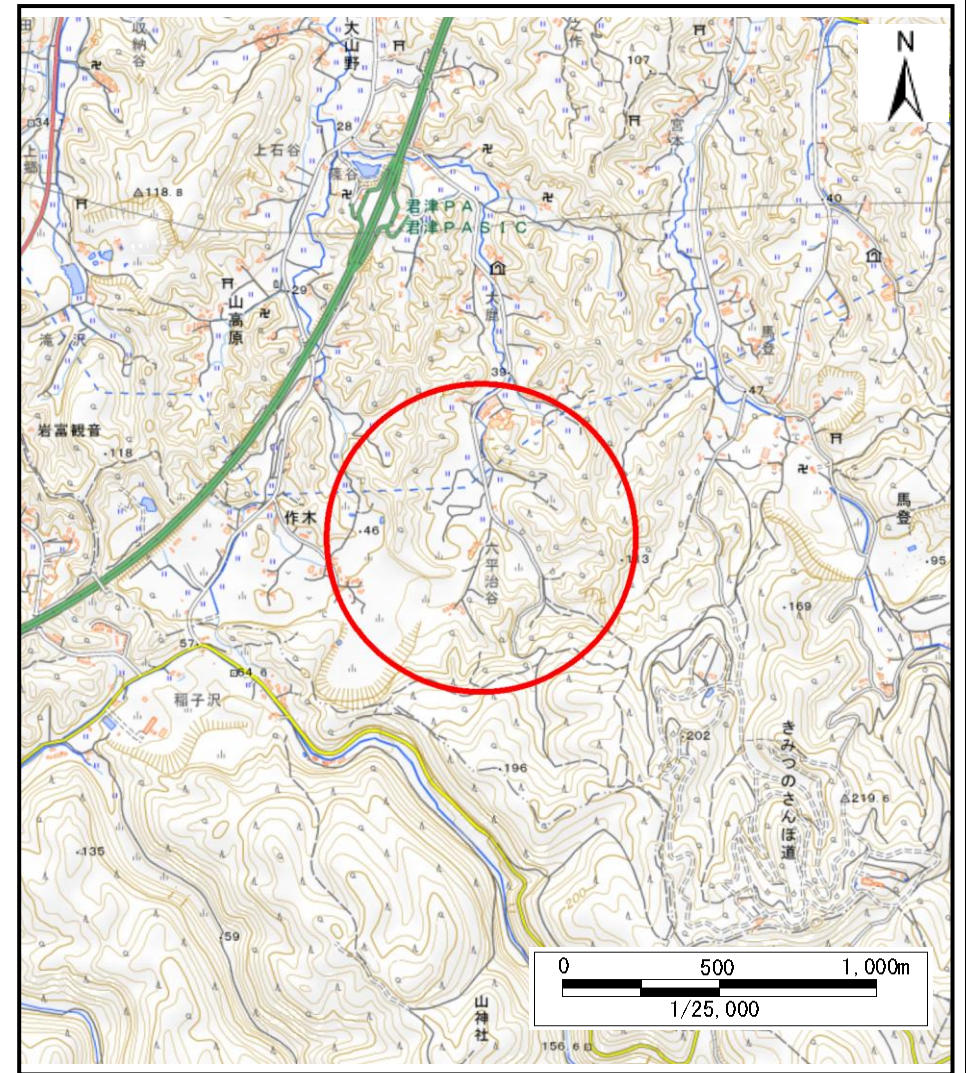 収納谷
大山野
之作
107
N
34
上郷
28
上石谷
宮本
118.8
君津PA
君津PASIC
40
29
山高原
大鹿
滝ノ沢
馬登
39
47
岩富観音
118
作木
46
六平治谷
馬登
95
169
57
64.6
稲子沢
202
196
きみつのさんぽ道
219.6
135
200
59
山神社
156.6
0 500 1,000m
1/25,000